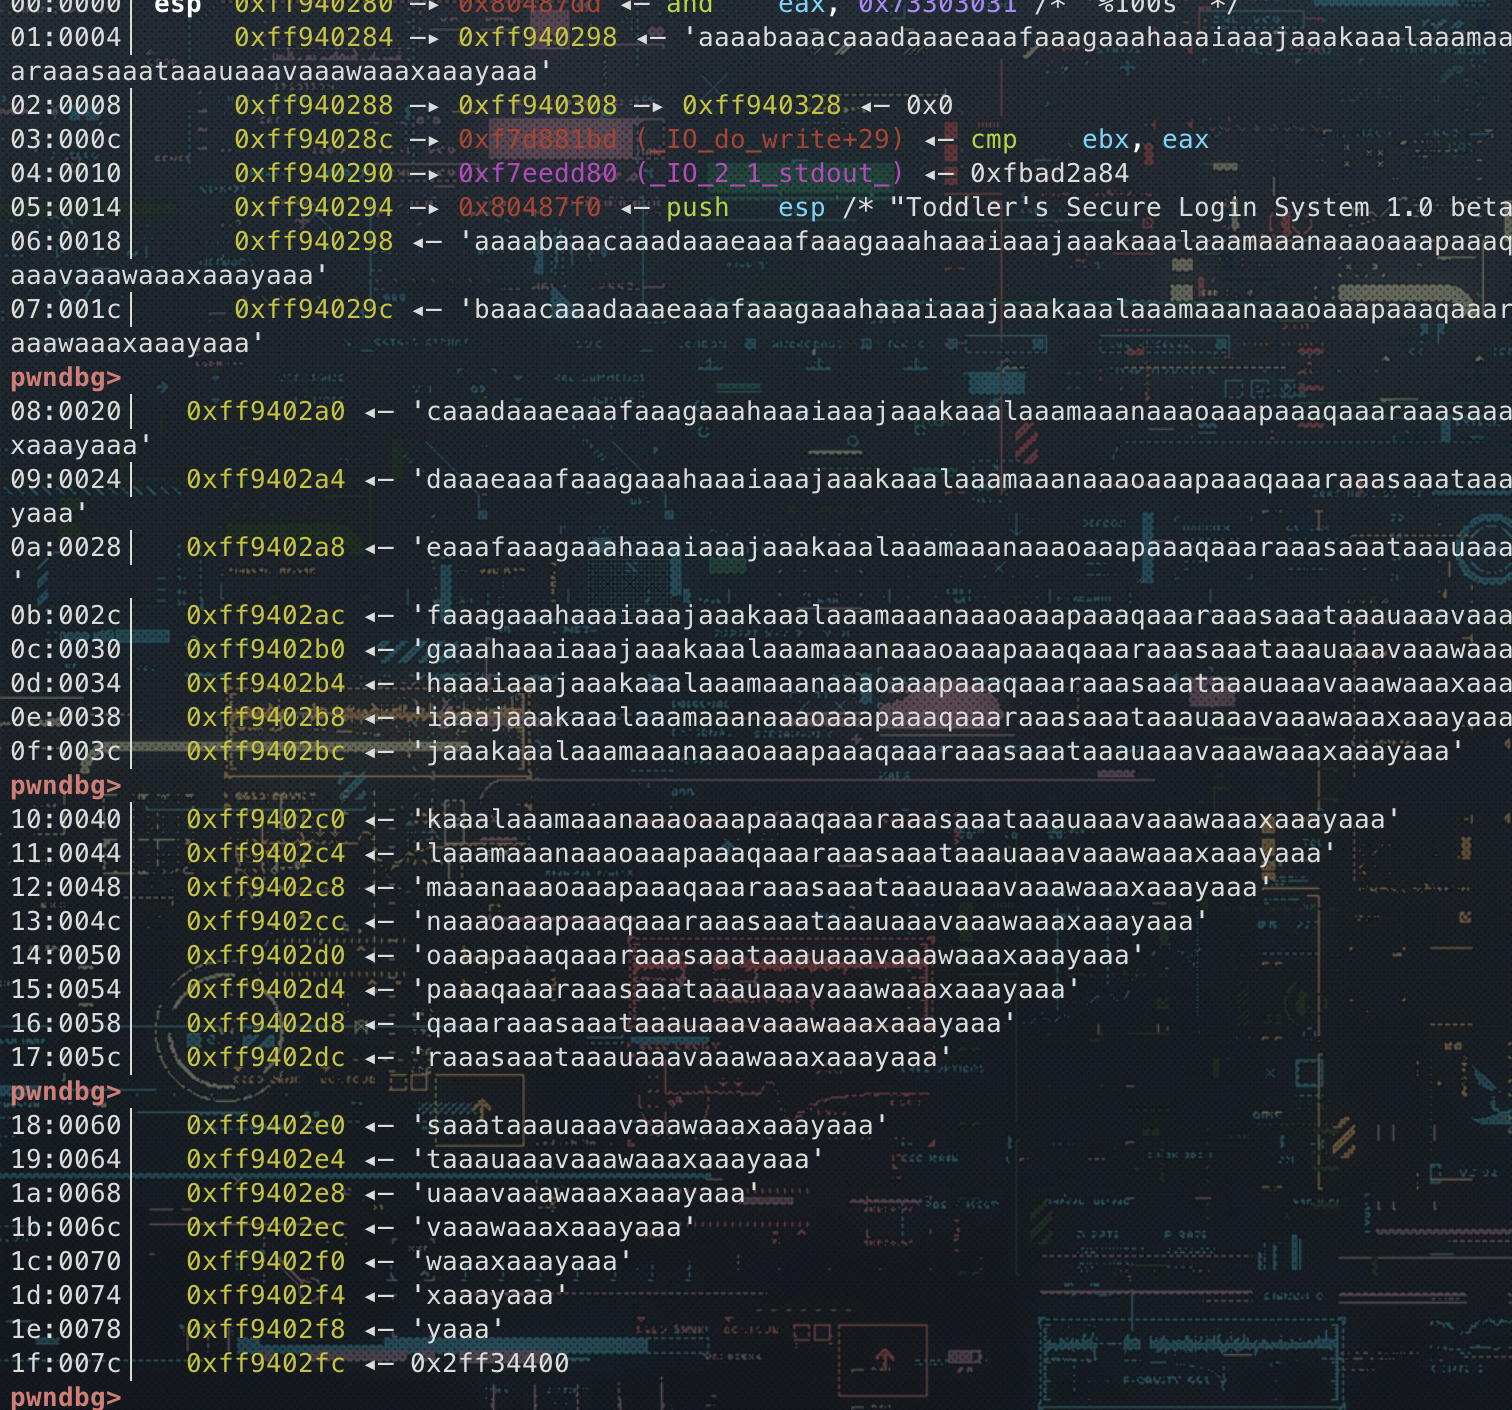 00:0000│ esp 0xff940280 —▸ 0x80487dd ◂— and eax, 0x73303031 /* '%100s' */
01:0004│ 0xff940284 —▸ 0xff940298 ◂— 'aaaabaaacaaadaaaeaaafaaagaaahaaaiaaajaaakaaalaaamaa
araaasaaataaauaaavaaawaaaxaaayaaa'
02:0008│ 0xff940288 —▸ 0xff940308 —▸ 0xff940328 ◂— 0x0
03:000c│ 0xff94028c —▸ 0xf7d881bd (_IO_do_write+29) ◂— cmp ebx, eax
04:0010│ 0xff940290 —▸ 0xf7eedd80 (_IO_2_1_stdout_) ◂— 0xfbad2a84
05:0014│ 0xff940294 —▸ 0x80487f0 ◂— push esp /* "Toddler's Secure Login System 1.0 beta
06:0018│ 0xff940298 ◂— 'aaaabaaacaaadaaaeaaafaaagaaahaaaiaaajaaakaaalaaamaaanaaaoaaapaaaq
aaavaaawaaaxaaayaaa'
07:001c│ 0xff94029c ◂— 'baaacaaadaaaeaaafaaagaaahaaaiaaajaaakaaalaaamaaanaaaoaaapaaaqaaar
aaawaaaxaaayaaa'
pwndbg>
08:0020│ 0xff9402a0 ◂— 'caaadaaaeaaafaaagaaahaaaiaaajaaakaaalaaamaaanaaaoaaapaaaqaaaraaasaaa
xaaayaaa'
09:0024│ 0xff9402a4 ◂— 'daaaeaaafaaagaaahaaaiaaajaaakaaalaaamaaanaaaoaaapaaaqaaaraaasaaataaa
yaaa'
0a:0028│ 0xff9402a8 ◂— 'eaaafaaagaaahaaaiaaajaaakaaalaaamaaanaaaoaaapaaaqaaaraaasaaataaauaaa
'
0b:002c│ 0xff9402ac ◂— 'faaagaaahaaaiaaajaaakaaalaaamaaanaaaoaaapaaaqaaaraaasaaataaauaaavaaa
0c:0030│ 0xff9402b0 ◂— 'gaaahaaaiaaajaaakaaalaaamaaanaaaoaaapaaaqaaaraaasaaataaauaaavaaawaaa
0d:0034│ 0xff9402b4 ◂— 'haaaiaaajaaakaaalaaamaaanaaaoaaapaaaqaaaraaasaaataaauaaavaaawaaaxaaa
0e:0038│ 0xff9402b8 ◂— 'iaaajaaakaaalaaamaaanaaaoaaapaaaqaaaraaasaaataaauaaavaaawaaaxaaayaaa
0f:003c│ 0xff9402bc ◂— 'jaaakaaalaaamaaanaaaoaaapaaaqaaaraaasaaataaauaaavaaawaaaxaaayaaa'
pwndbg>
10:0040│ 0xff9402c0 ◂— 'kaaalaaamaaanaaaoaaapaaaqaaaraaasaaataaauaaavaaawaaaxaaayaaa'
11:0044│ 0xff9402c4 ◂— 'laaamaaanaaaoaaapaaaqaaaraaasaaataaauaaavaaawaaaxaaayaaa'
12:0048│ 0xff9402c8 ◂— 'maaanaaaoaaapaaaqaaaraaasaaataaauaaavaaawaaaxaaayaaa'
13:004c│ 0xff9402cc ◂— 'naaaoaaapaaaqaaaraaasaaataaauaaavaaawaaaxaaayaaa'
14:0050│ 0xff9402d0 ◂— 'oaaapaaaqaaaraaasaaataaauaaavaaawaaaxaaayaaa'
15:0054│ 0xff9402d4 ◂— 'paaaqaaaraaasaaataaauaaavaaawaaaxaaayaaa'
16:0058│ 0xff9402d8 ◂— 'qaaaraaasaaataaauaaavaaawaaaxaaayaaa'
17:005c│ 0xff9402dc ◂— 'raaasaaataaauaaavaaawaaaxaaayaaa'
pwndbg>
18:0060│ 0xff9402e0 ◂— 'saaataaauaaavaaawaaaxaaayaaa'
19:0064│ 0xff9402e4 ◂— 'taaauaaavaaawaaaxaaayaaa'
1a:0068│ 0xff9402e8 ◂— 'uaaavaaawaaaxaaayaaa'
1b:006c│ 0xff9402ec ◂— 'vaaawaaaxaaayaaa'
1c:0070│ 0xff9402f0 ◂— 'waaaxaaayaaa'
1d:0074│ 0xff9402f4 ◂— 'xaaayaaa'
1e:0078│ 0xff9402f8 ◂— 'yaaa'
1f:007c│ 0xff9402fc ◂— 0x2ff34400
pwndbg>